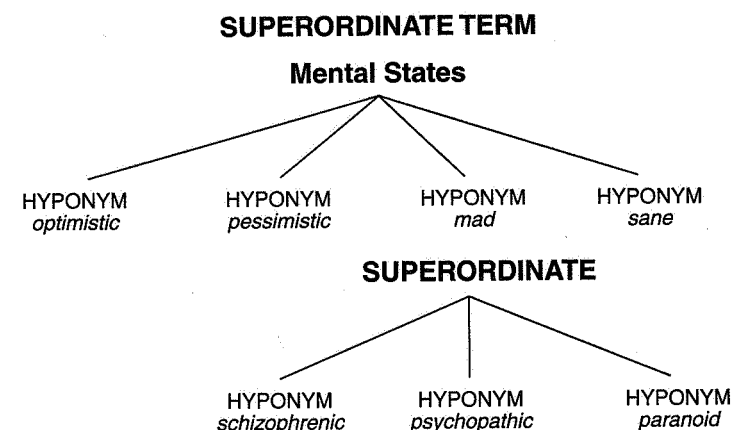 SUPERORDINATE TERM
Mental States
HYPONYM HYPONYM HYPONYM HYPONYM
optimistic pessimistic mad sane
SUPERORDINATE
HYPONYM HYPONYM HYPONYM
schizophrenic psychopathic paranoid